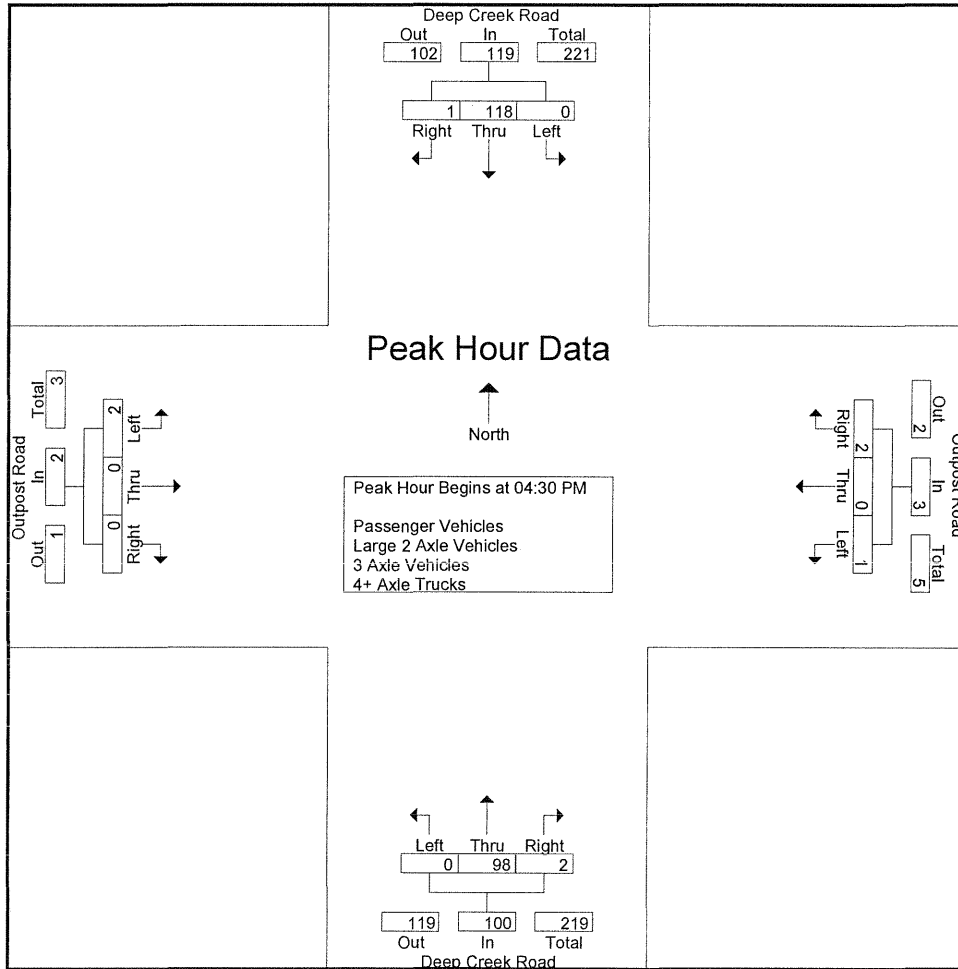 Deep Creek Road
Out In Total
102 119 221
1 118 0
Right Thru Left
Peak Hour Data
North
Peak Hour Begins at 04:30 PM
Passenger Vehicles
Large 2 Axle Vehicles
3 Axle Vehicles
4+ Axle Trucks
Outpost Road
Total In Out
3 2 1
2 0 0
Left Thru Right
Right Thru Left
2 0 1
2 3 5
Out In Total
Outpost Road
Left Thru Right
0 98 2
119 100 219
Out In Total
Deep Creek Road